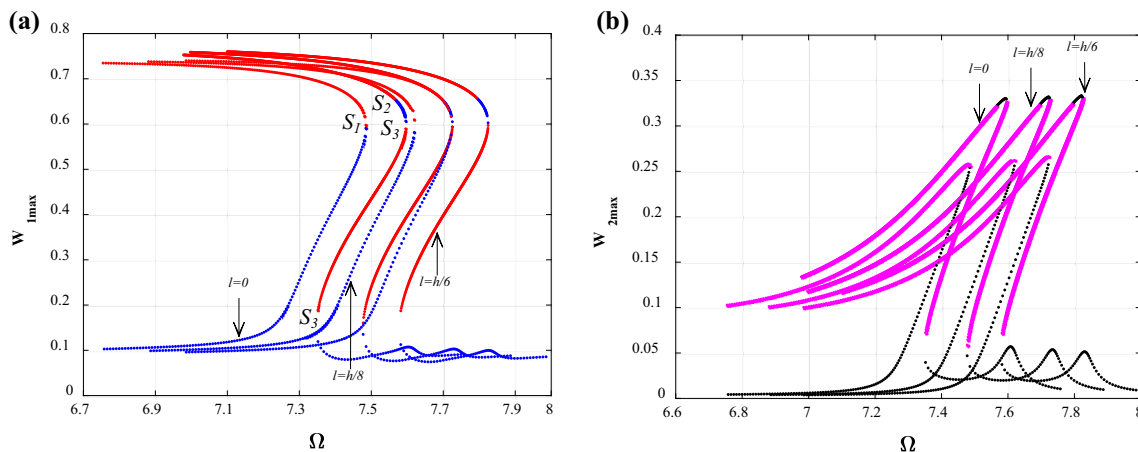 (a)
0.8
0.7
0.6
0.5
0.4
0.3
0.2
0.1
0
W1max
S2
S1
S3
l=0
l=h/6
S3
l=h/8
6.7 6.9 7.1 7.3 7.5 7.7 7.9 8
Ω
(b)
0.4
0.35
0.3
0.25
0.2
0.15
0.1
0.05
0
W2max
l=0
l=h/8
l=h/6
6.6 6.8 7 7.2 7.4 7.6 7.8 8
Ω